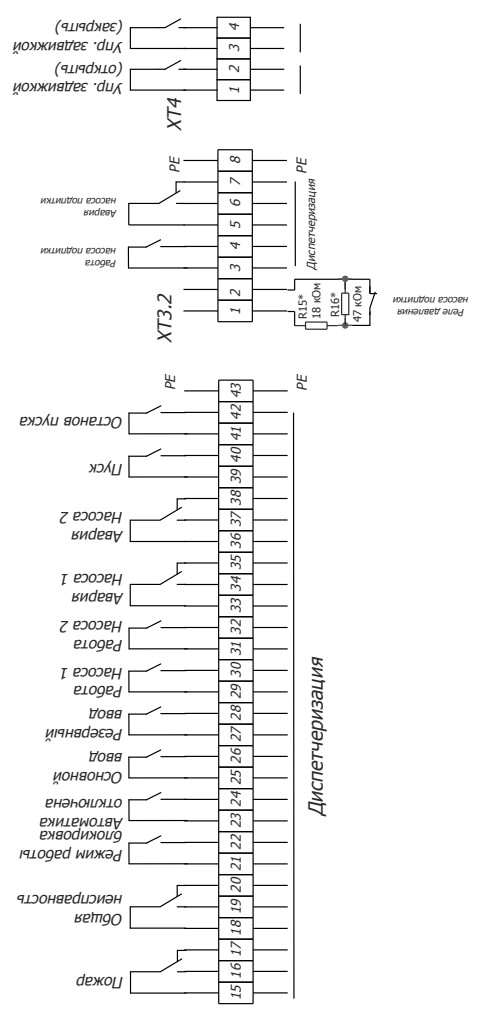 Упр. задвижкой
(закрыть)
Упр. задвижкой
(открыть)
4
3
2
1
XT4
PE
8
PE
Авария
насоса подпитки
7
6
5
Работа
насоса подпитки
4
3
Диспетчеризация
XT3.2
2
1
R15*
18 кОм
R16*
47 кОм
Реле давления
насоса подпитки
PE
43
PE
Останов пуска
42
41
Пуск
40
39
Авария
Насоса 2
38
37
36
Авария
Насоса 1
35
34
33
Работа
Насоса 2
32
31
Работа
Насоса 1
30
29
Резервный
ввод
28
27
Основной
ввод
26
25
Автоматика
отключена
24
23
Режим работы
блокировка
22
21
Общая
неисправность
20
19
18
Пожар
17
16
15
Диспетчеризация